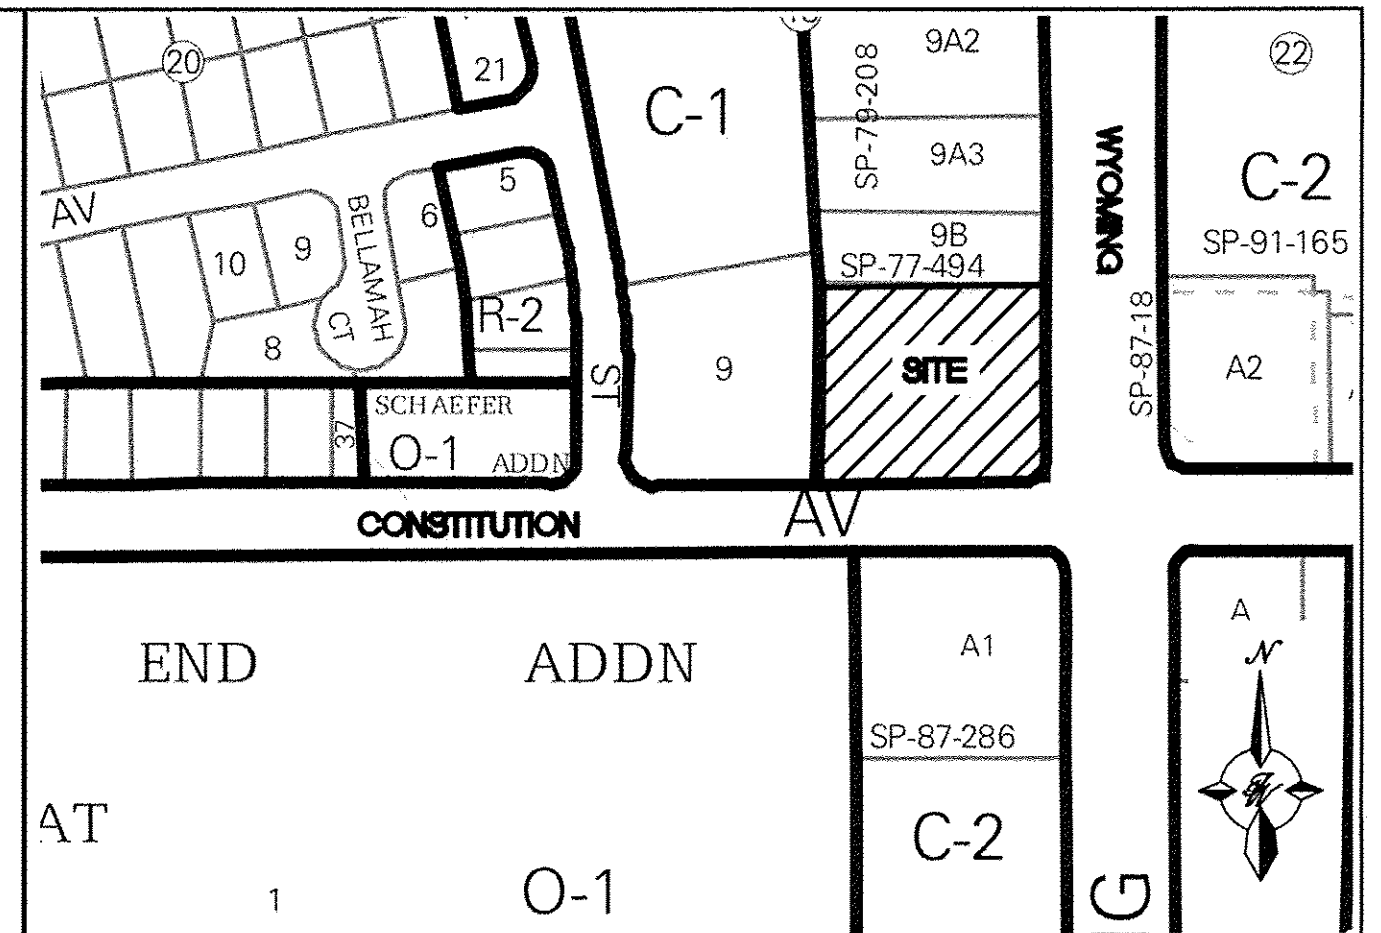 20
21
C-1
SP-79-208
9A2
22
9A3
WYOMING
C-2
5
AV
BELLAMAH
6
10
9
9B
SP-91-165
SP-77-494
CT
R-2
8
SP-87-18
9
SITE
A2
ST
SCHAEFER
37
O-1
ADDN
CONSTITUTION
AV
A
END
ADDN
A1
N
SP-87-286
AT
C-2
1
O-1
G